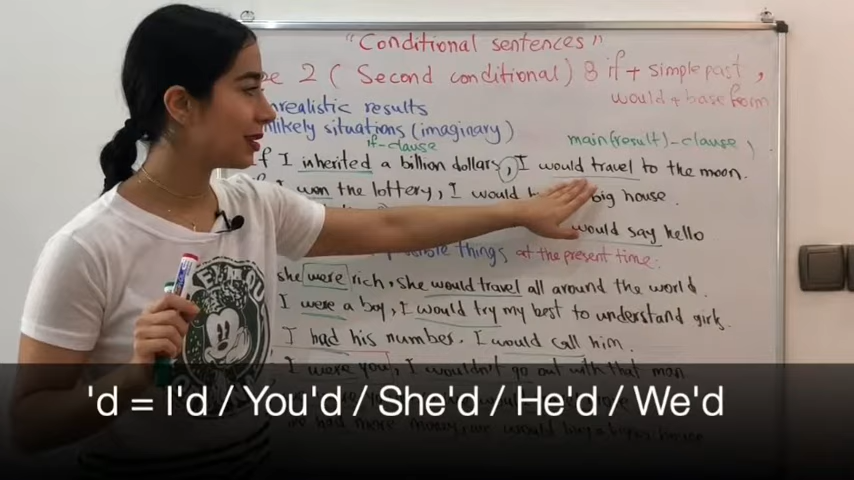 "Conditional sentences"
2 (Second conditional) 8 if + simple past,
would + base form
unrealistic results
unlikely situations (imaginary)
if-clause
main(result)-clause
If I inherited a billion dollars, I would travel to the moon.
I won the lottery, I would big house.
would say hello
possible things at the present time:
she were rich, she would travel all around the world.
I were a boy, I would try my best to understand girls.
I had his number. I would call him.
I were you, I wouldn't go out with that man
'd = I'd / You'd / She'd / He'd / We'd
had more money, we would buy a bigger house